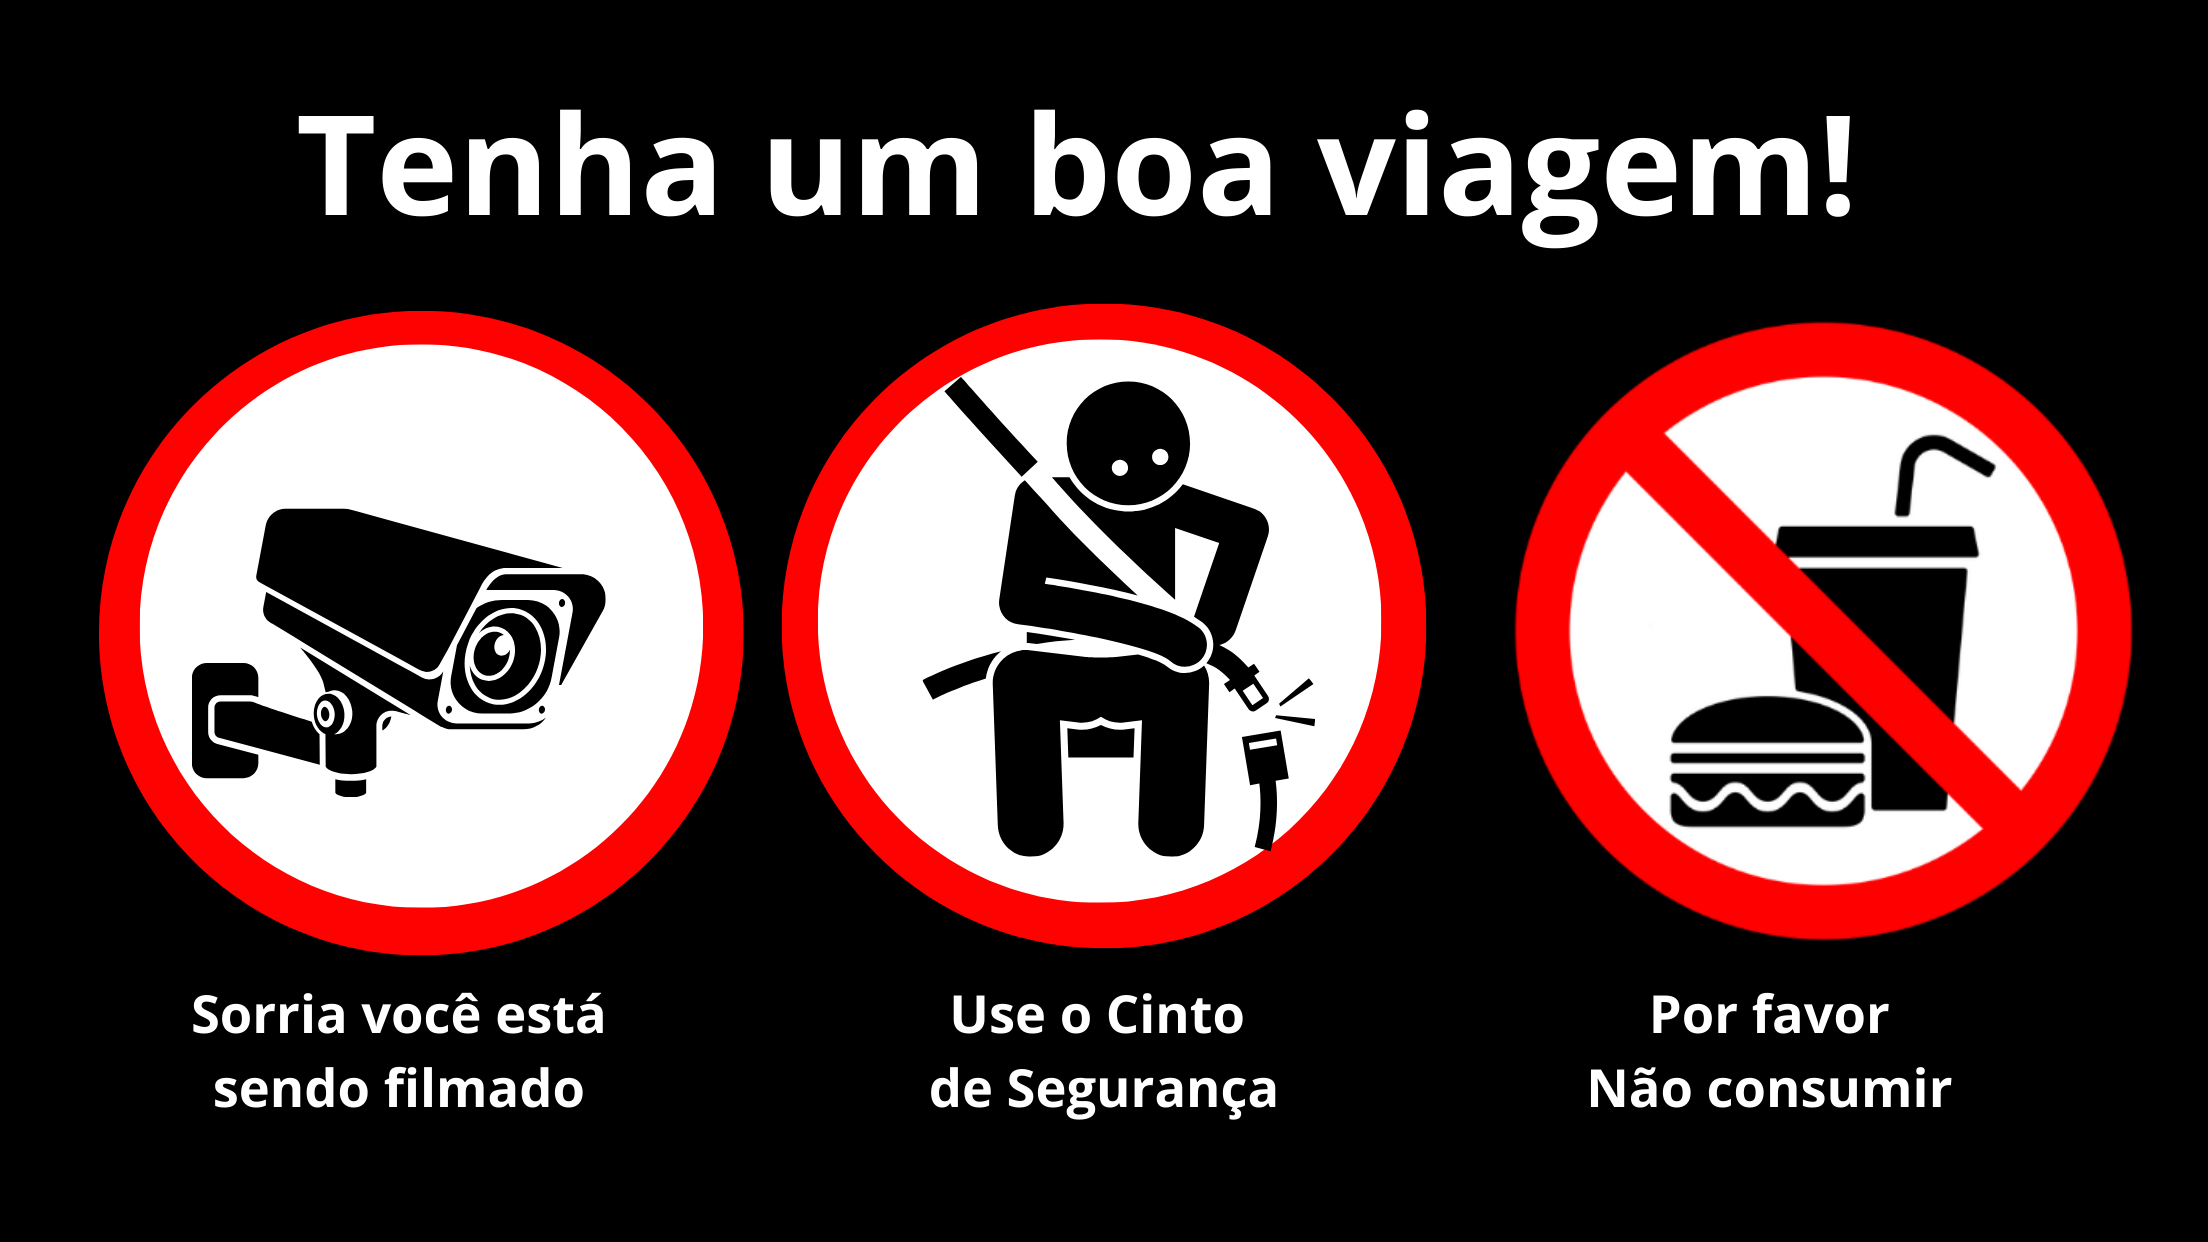 Tenha um boa viagem!
Sorria você está
sendo filmado
Use o Cinto
de Segurança
Por favor
Não consumir